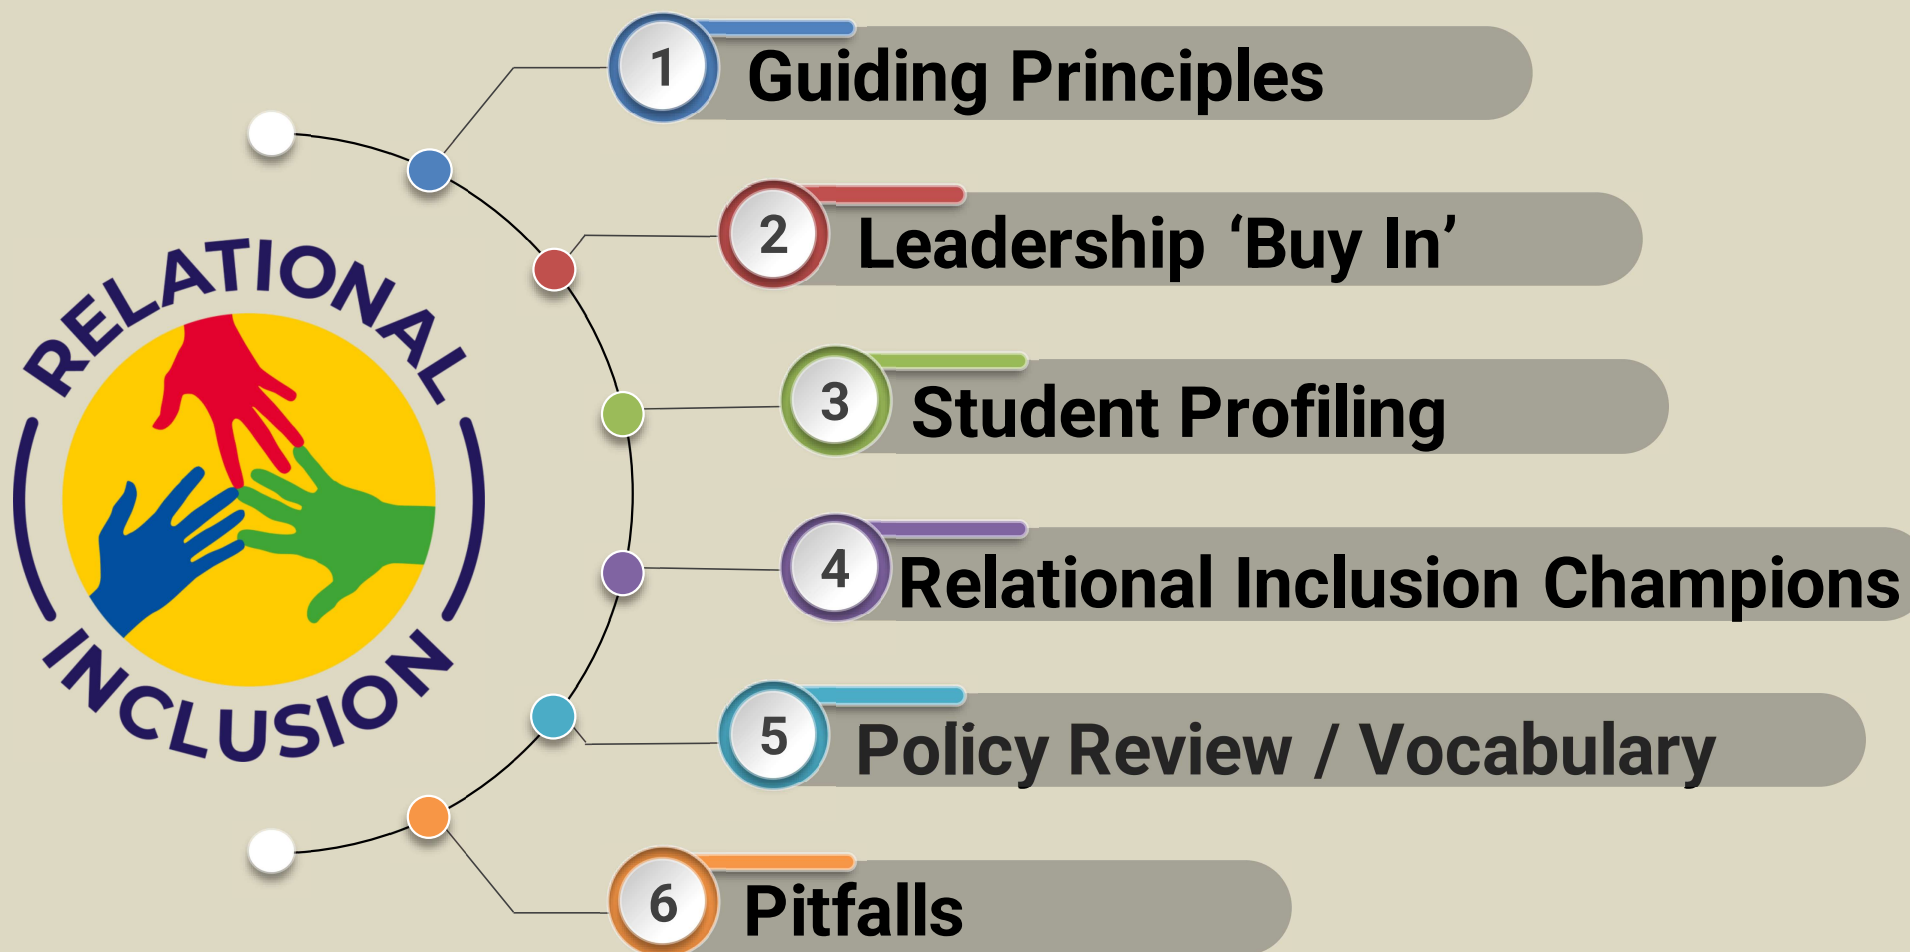 RELATIONAL
INCLUSION
1
Guiding Principles
2
Leadership ‘Buy In’
3
Student Profiling
4
Relational Inclusion Champions
5
Policy Review / Vocabulary
6
Pitfalls